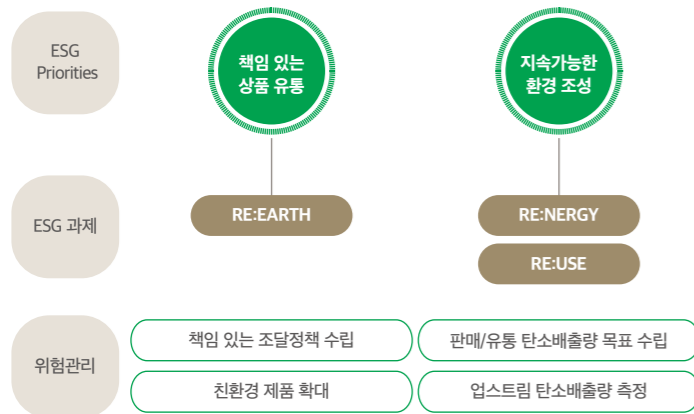 ESG
Priorities
책임 있는
상품 유통
지속가능한
환경 조성
ESG 과제
RE:EARTH
RE:NERGY
RE:USE
위험관리
책임 있는 조달정책 수립
판매/유통 탄소배출량 목표 수립
친환경 제품 확대
업스트림 탄소배출량 측정